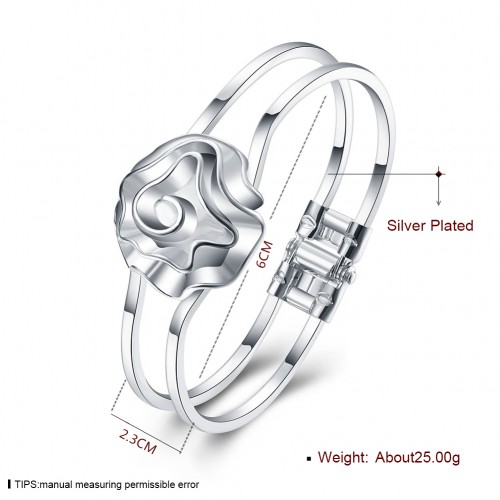 Silver Plated
6CM
2.3CM
Weight: About25.00g
TIPS:manual measuring permissible error